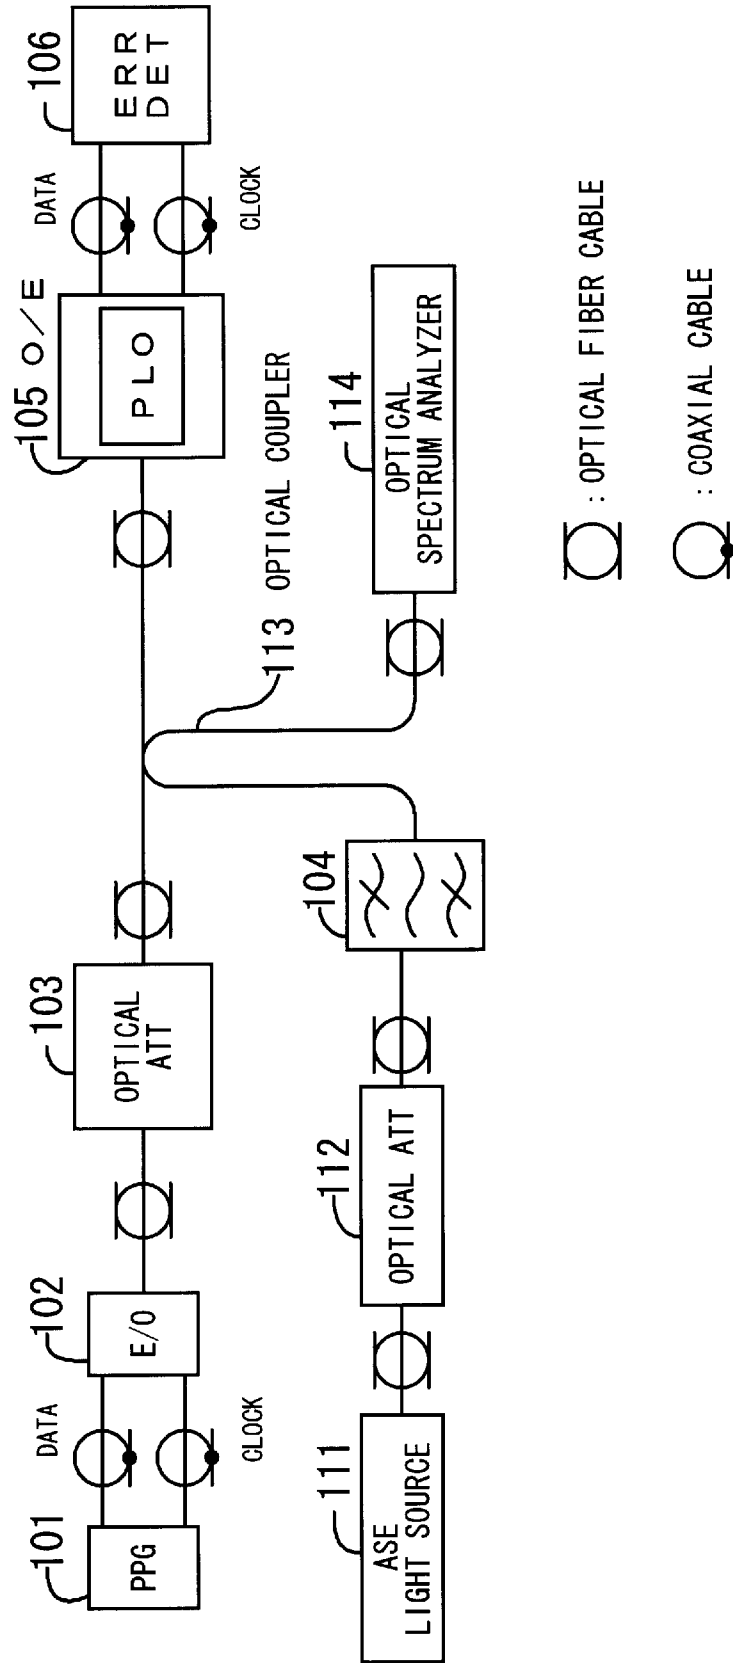 101
PPG
DATA
CLOCK
102
E/O
103
OPTICAL
ATT
105 O/E
PLO
DATA
CLOCK
106
ERR
DET
111
ASE
LIGHT SOURCE
112
OPTICAL ATT
104
113 OPTICAL COUPLER
114
OPTICAL
SPECTRUM ANALYZER
: OPTICAL FIBER CABLE
: COAXIAL CABLE